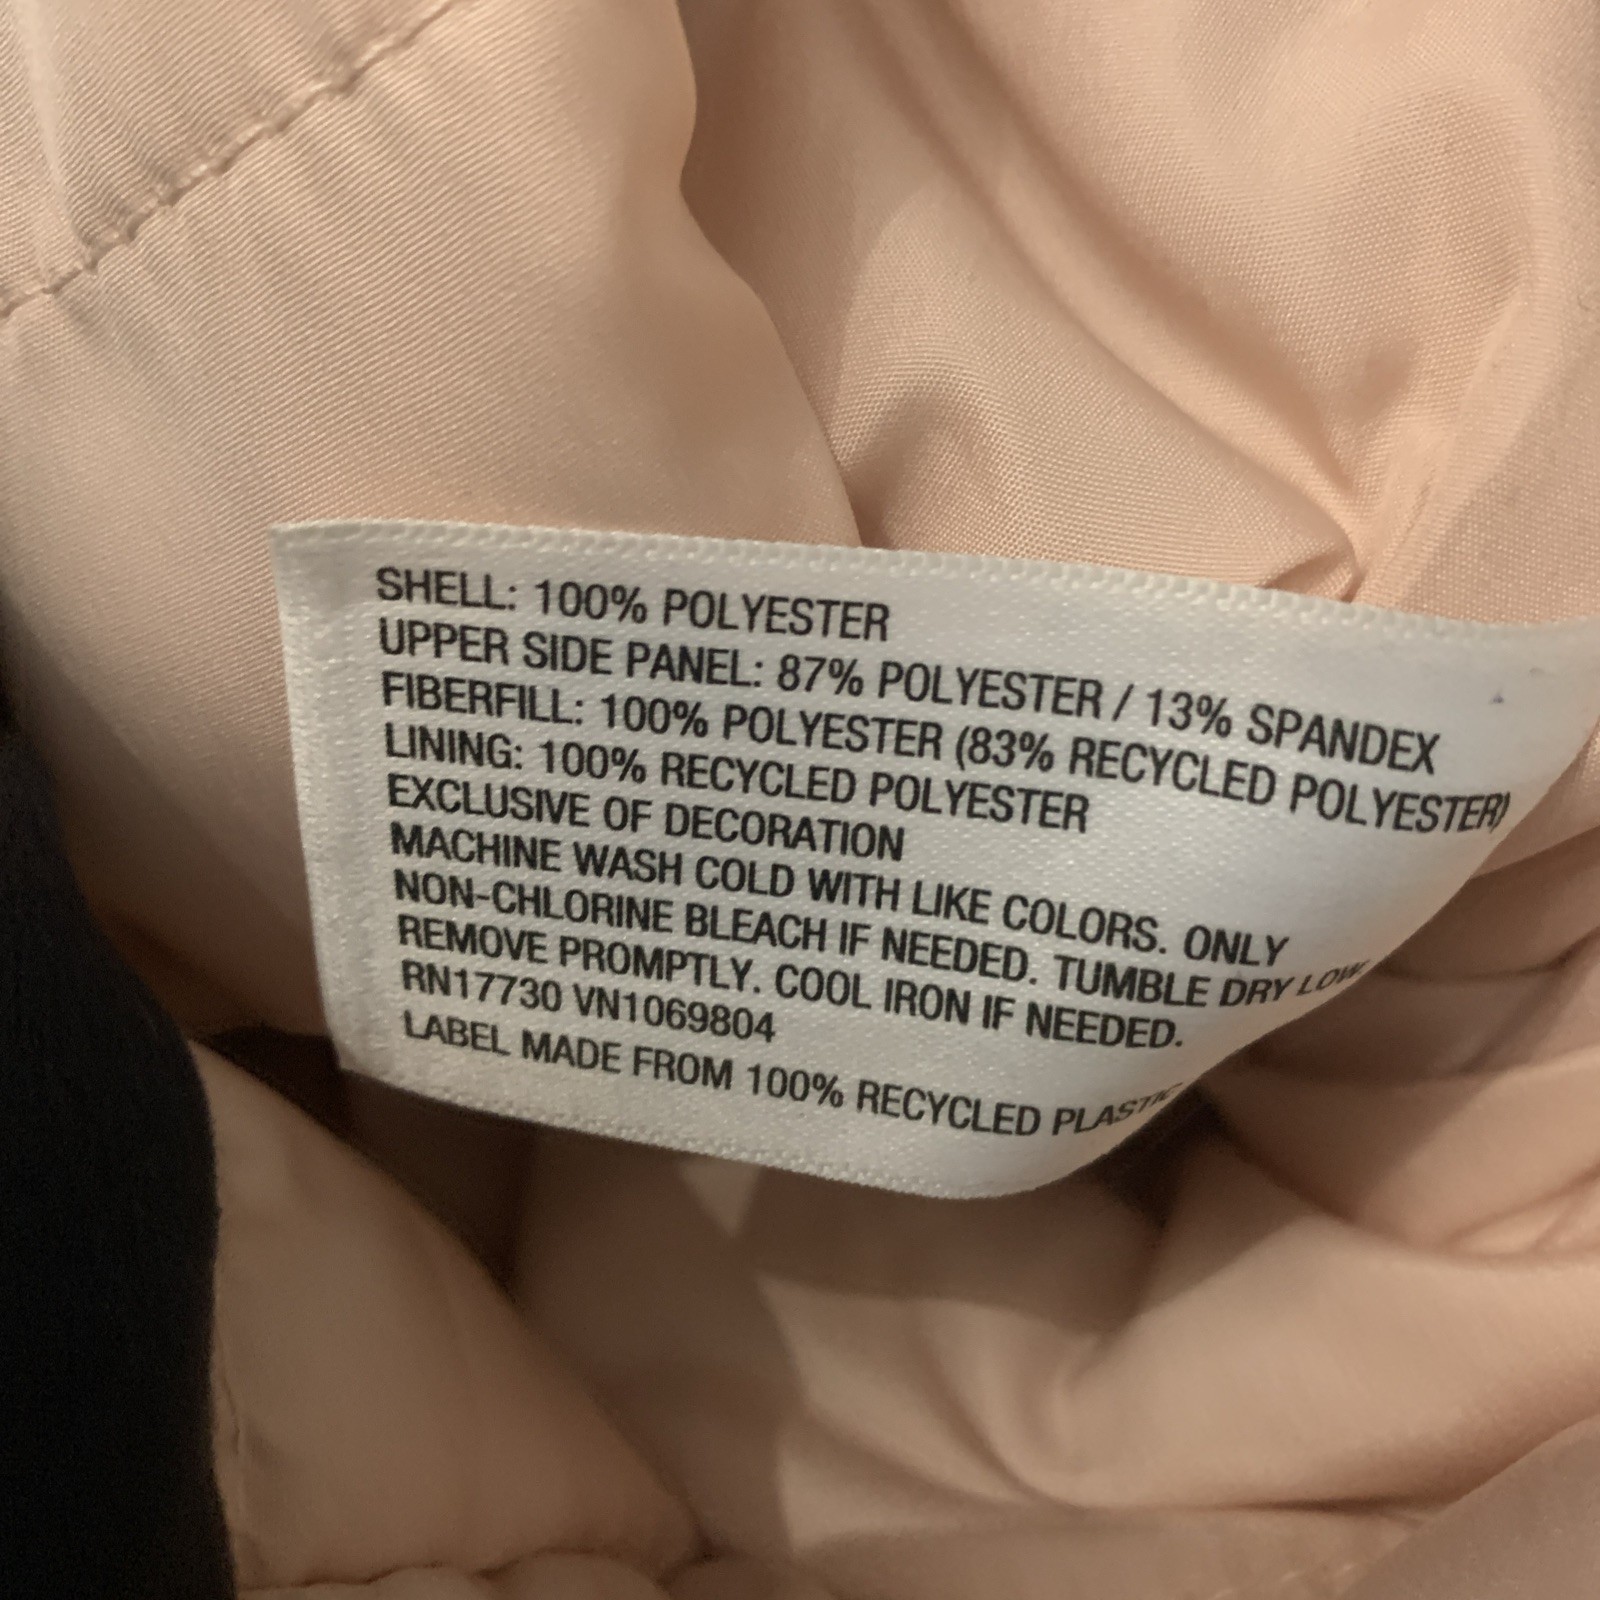 SHELL: 100% POLYESTER
UPPER SIDE PANEL: 87% POLYESTER / 13% SPANDEX
FIBERFILL: 100% POLYESTER (83% RECYCLED POLYESTER)
LINING: 100% RECYCLED POLYESTER
EXCLUSIVE OF DECORATION
MACHINE WASH COLD WITH LIKE COLORS. ONLY
NON-CHLORINE BLEACH IF NEEDED. TUMBLE DRY LOW.
REMOVE PROMPTLY. COOL IRON IF NEEDED.
RN17730 VN1069804
LABEL MADE FROM 100% RECYCLED PLASTIC